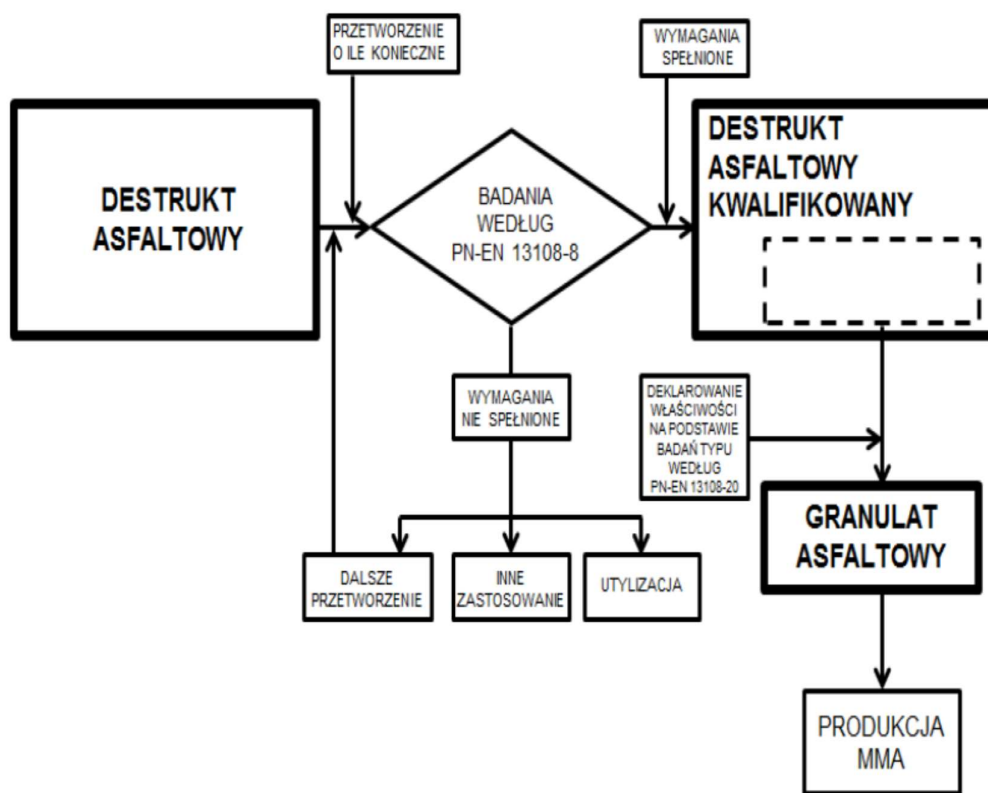 PRZETWORZENIE
O ILE KONIECZNE
WYMAGANIA
SPEŁNIONE
DESTRUKT
ASFALTOWY
BADANIA
WEDŁUG
PN-EN 13108-8
DESTRUKT
ASFALTOWY
KWALIFIKOWANY
WYMAGANIA
NIE SPEŁNIONE
DEKLAROWANIE
WŁAŚCIWOŚCI
NA PODSTAWIE
BADAŃ TYPU
WEDŁUG
PN-EN 13108-20
GRANULAT
ASFALTOWY
DALSZE
PRZETWORZENIE
INNE
ZASTOSOWANIE
UTYLIZACJA
PRODUKCJA
MMA